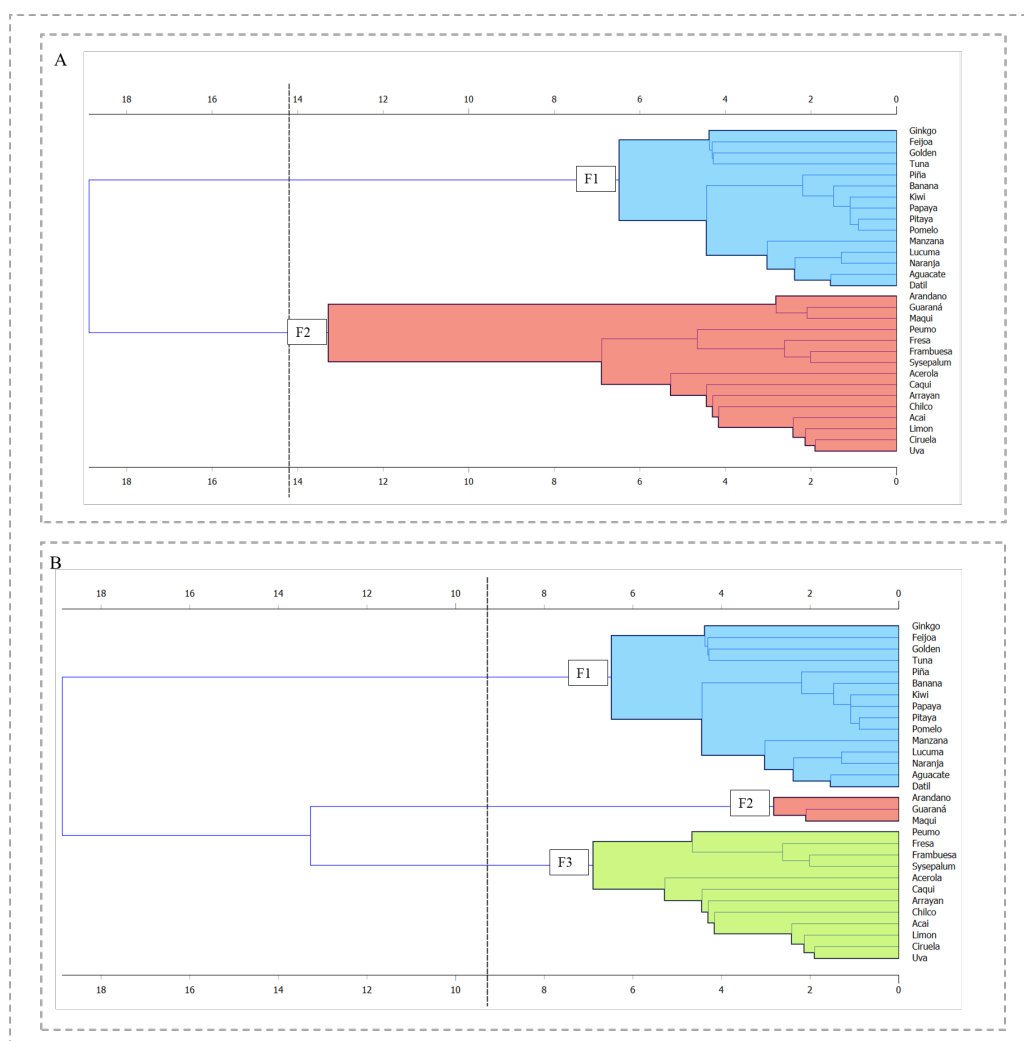 A
18 16 14 12 10 8 6 4 2 0
Ginkgo
Feijoa
Golden
Tuna
F1
Piña
Banana
Kiwi
Papaya
Pitaya
Pomelo
Manzana
Lucuma
Naranja
Aguacate
Datil
Arandano
Guaraná
Maqui
F2
Peumo
Fresa
Frambuesa
Sysepalum
Acerola
Caqui
Arrayan
Chilco
Acai
Limon
Ciruela
Uva
18 16 14 12 10 8 6 4 2 0
B
18 16 14 12 10 8 6 4 2 0
Ginkgo
Feijoa
Golden
Tuna
F1
Piña
Banana
Kiwi
Papaya
Pitaya
Pomelo
Manzana
Lucuma
Naranja
Aguacate
Datil
Arandano
F2
Guaraná
Maqui
Peumo
Fresa
Frambuesa
F3
Sysepalum
Acerola
Caqui
Arrayan
Chilco
Acai
Limon
Ciruela
Uva
18 16 14 12 10 8 6 4 2 0